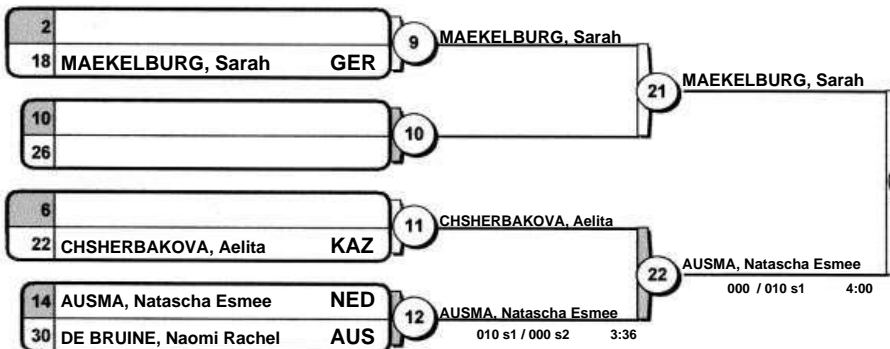 2
9 MAEKELBURG, Sarah
18 MAEKELBURG, Sarah GER
21 MAEKELBURG, Sarah
10
10
26
6
11 CHSHERBAKOVA, Aelita
22 CHSHERBAKOVA, Aelita KAZ
22 AUSMA, Natascha Esmee
000 / 010 s1 4:00
14 AUSMA, Natascha Esmee NED
12 AUSMA, Natascha Esmee
010 s1 / 000 s2 3:36
30 DE BRUINE, Naomi Rachel AUS